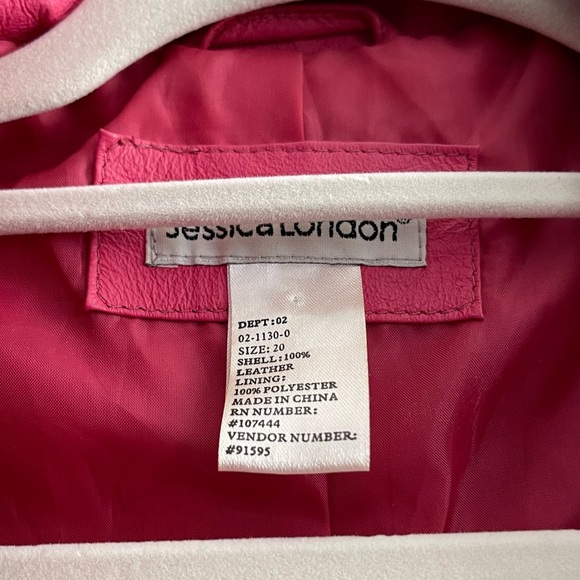 Jessica London®
DEPT:02
02-1130-0
SIZE: 20
SHELL:100%
LEATHER
LINING:
100% POLYESTER
MADE IN CHINA
RN NUMBER:
#107444
VENDOR NUMBER:
#91595